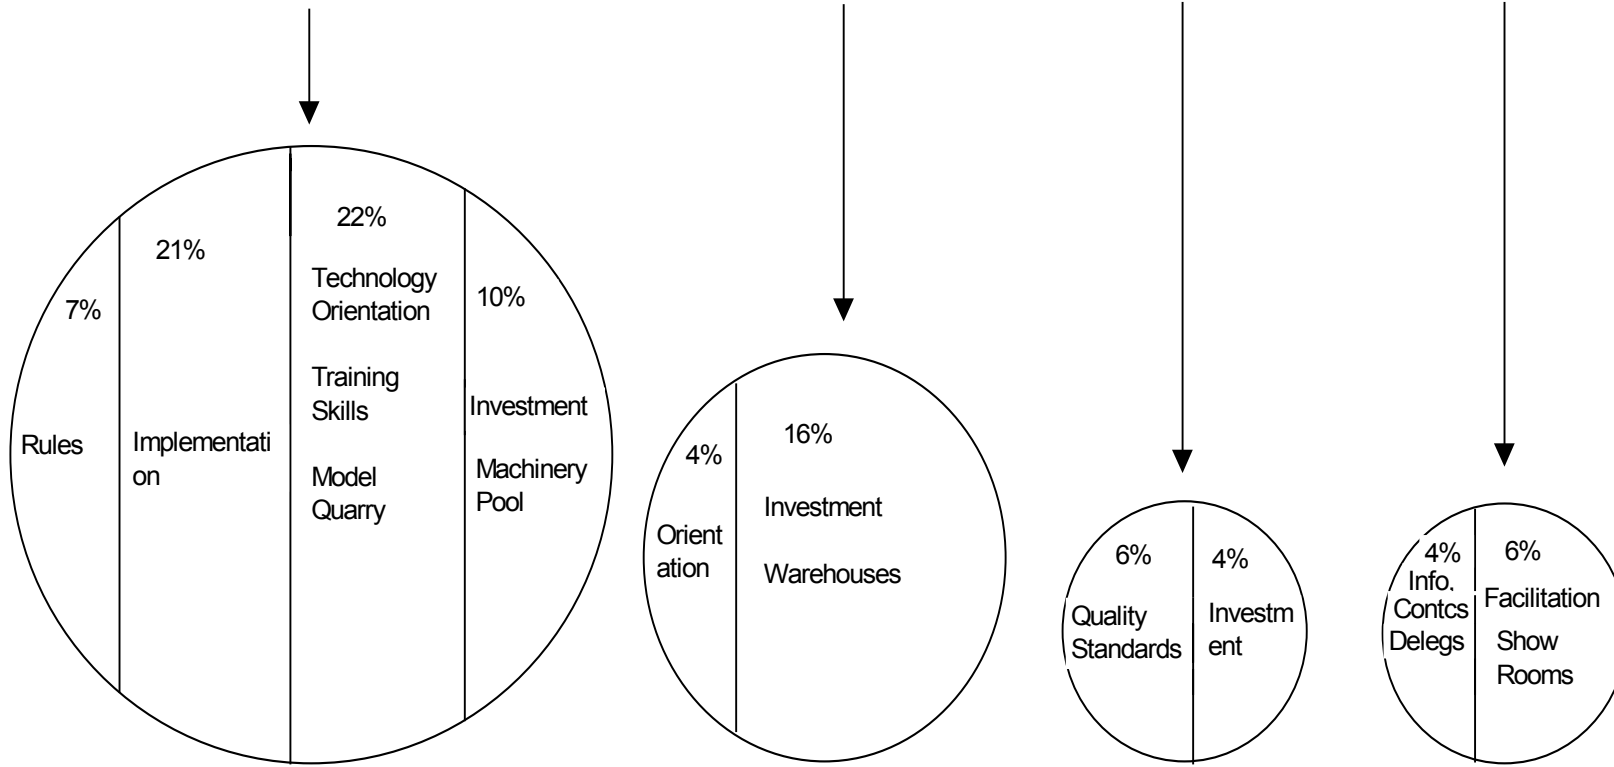 7%
Rules
21%
Implementati
on
22%
Technology
Orientation
Training
Skills
Model
Quarry
10%
Investment
Machinery
Pool
4%
Orient
ation
16%
Investment
Warehouses
6%
Quality
Standards
4%
Investm
ent
4%
Info,
Contcs
Delegs
6%
Facilitation
Show
Rooms